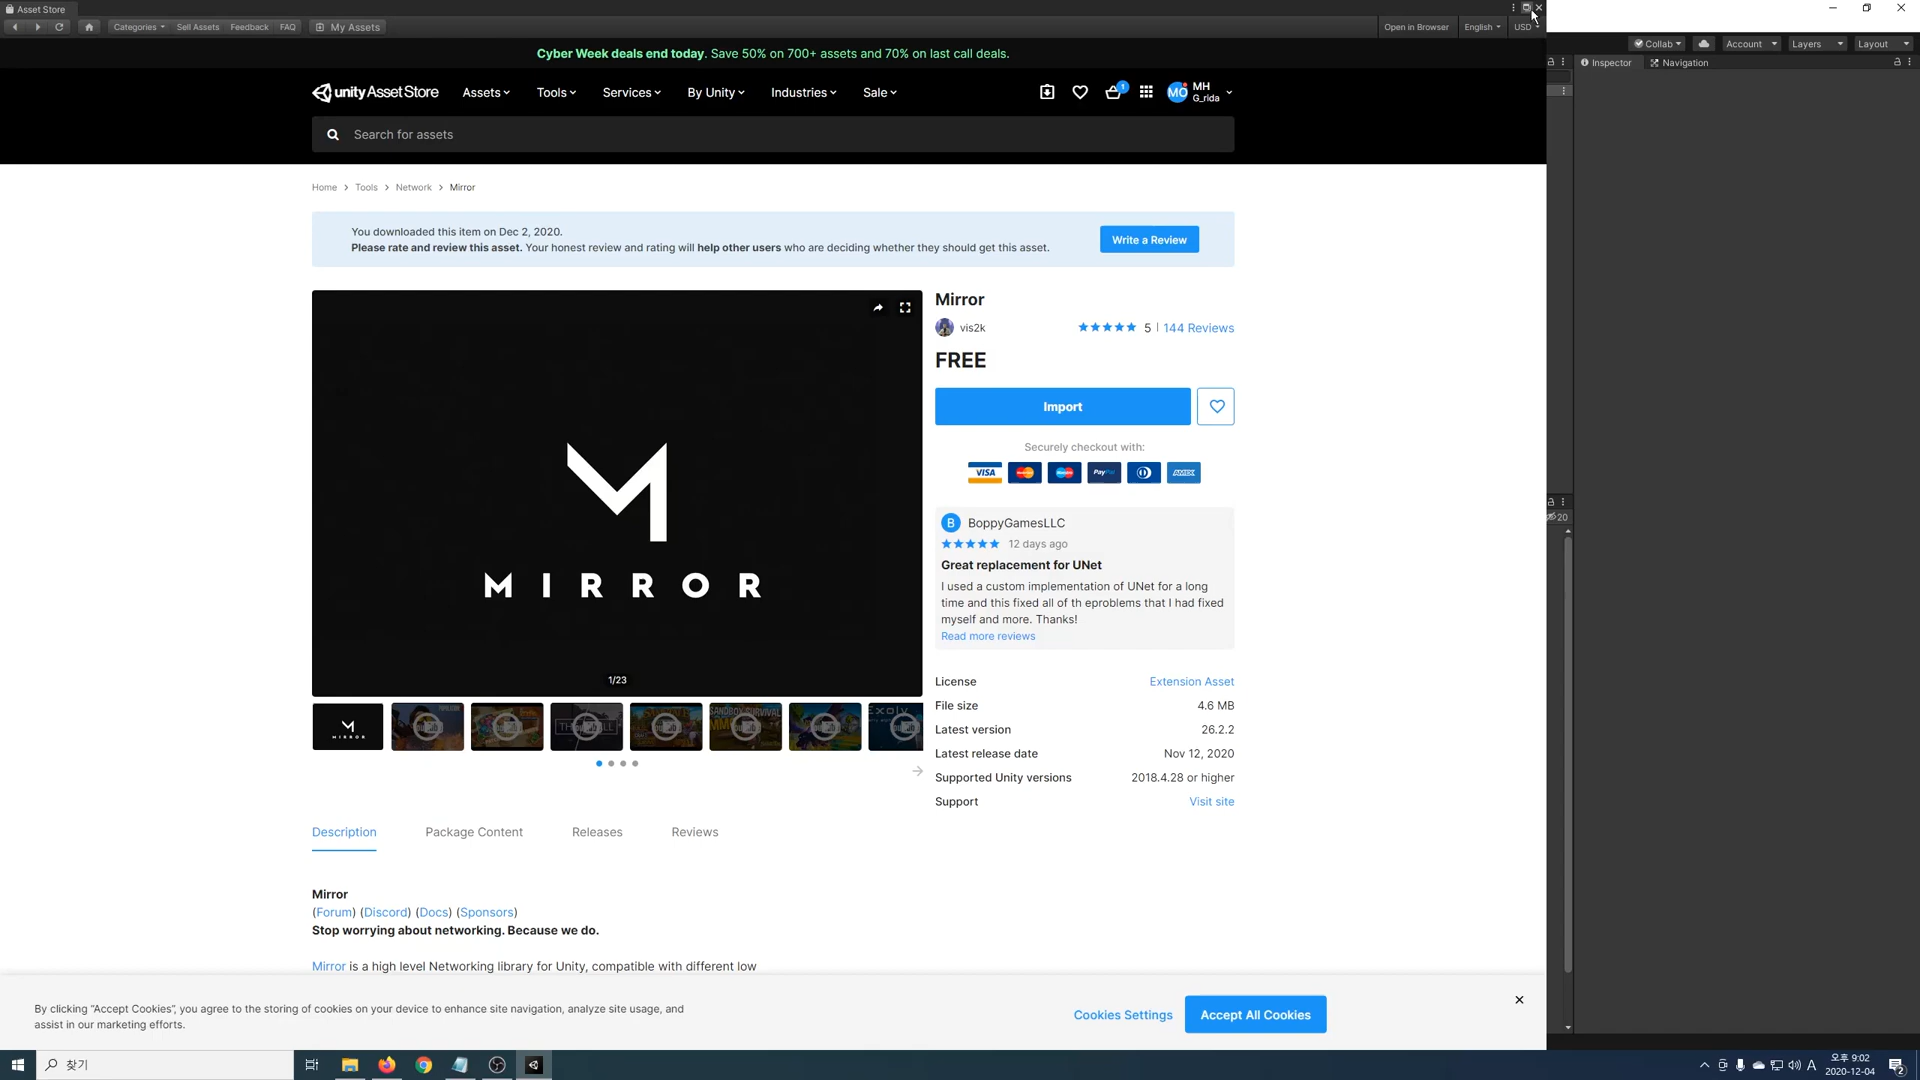 Asset Store
Categories
Sell Assets
Feedback
FAQ
My Assets
Open in Browser
English
USD
Cyber Week deals end today. Save 50% on 700+ assets and 70% on last call deals.
Collab
Account
Layers
Layout
Inspector
Navigation
unity Asset Store
Assets
Tools
Services
By Unity
Industries
Sale
1
MO
MH
G_rida
Search for assets
Home > Tools > Network > Mirror
You downloaded this item on Dec 2, 2020.
Please rate and review this asset. Your honest review and rating will help other users who are deciding whether they should get this asset.
Write a Review
MIRROR
1/23
Mirror
vis2k
5 | 144 Reviews
FREE
Import
Securely checkout with:
VISA
PayPal
AMEX
B
BoppyGamesLLC
12 days ago
Great replacement for UNet
I used a custom implementation of UNet for a long
time and this fixed all of th eproblems that I had fixed
myself and more. Thanks!
Read more reviews
20
License
Extension Asset
File size
4.6 MB
Latest version
26.2.2
Latest release date
Nov 12, 2020
Supported Unity versions
2018.4.28 or higher
Support
Visit site
MIRROR
SANDBOX SURVIVAL
Description
Package Content
Releases
Reviews
Mirror
(Forum) (Discord) (Docs) (Sponsors)
Stop worrying about networking. Because we do.
Mirror is a high level Networking library for Unity, compatible with different low
By clicking “Accept Cookies”, you agree to the storing of cookies on your device to enhance site navigation, analyze site usage, and
assist in our marketing efforts.
Cookies Settings
Accept All Cookies
찾기
A
오후 9:02
2020-12-04
2